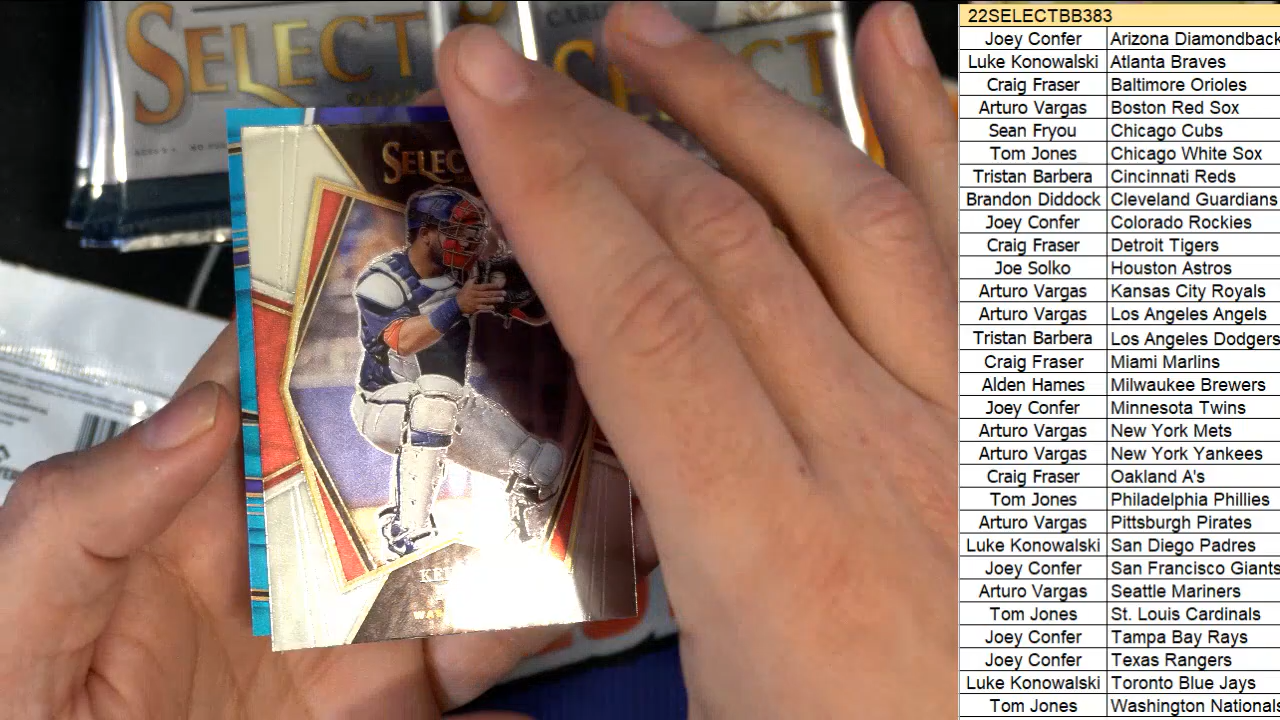 SELECT
CARD
SELECT
SELEC
KEI
WAS
22SELECTBB383
Joey Confer Arizona Diamondback
Luke Konowalski Atlanta Braves
Craig Fraser Baltimore Orioles
Arturo Vargas Boston Red Sox
Sean Fryou Chicago Cubs
Tom Jones Chicago White Sox
Tristan Barbera Cincinnati Reds
Brandon Diddock Cleveland Guardians
Joey Confer Colorado Rockies
Craig Fraser Detroit Tigers
Joe Solko Houston Astros
Arturo Vargas Kansas City Royals
Arturo Vargas Los Angeles Angels
Tristan Barbera Los Angeles Dodgers
Craig Fraser Miami Marlins
Alden Hames Milwaukee Brewers
Joey Confer Minnesota Twins
Arturo Vargas New York Mets
Arturo Vargas New York Yankees
Craig Fraser Oakland A's
Tom Jones Philadelphia Phillies
Arturo Vargas Pittsburgh Pirates
Luke Konowalski San Diego Padres
Joey Confer San Francisco Giants
Arturo Vargas Seattle Mariners
Tom Jones St. Louis Cardinals
Joey Confer Tampa Bay Rays
Joey Confer Texas Rangers
Luke Konowalski Toronto Blue Jays
Tom Jones Washington Nationals